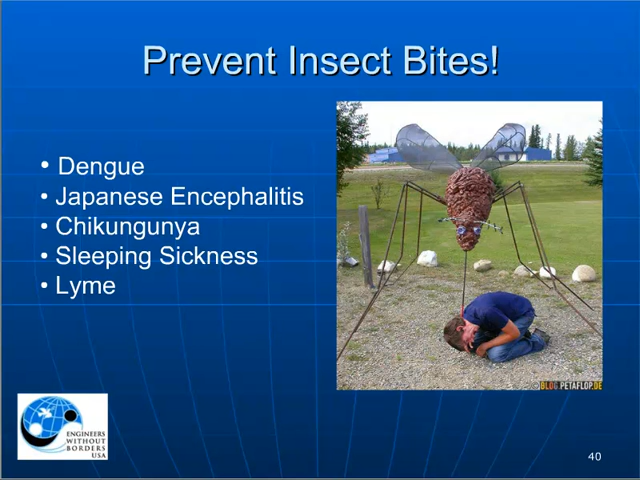 Prevent Insect Bites!
• Dengue
• Japanese Encephalitis
• Chikungunya
• Sleeping Sickness
• Lyme
BLOG.PETAFLOP.DE
ENGINEERS
WITHOUT
BORDERS
USA
40